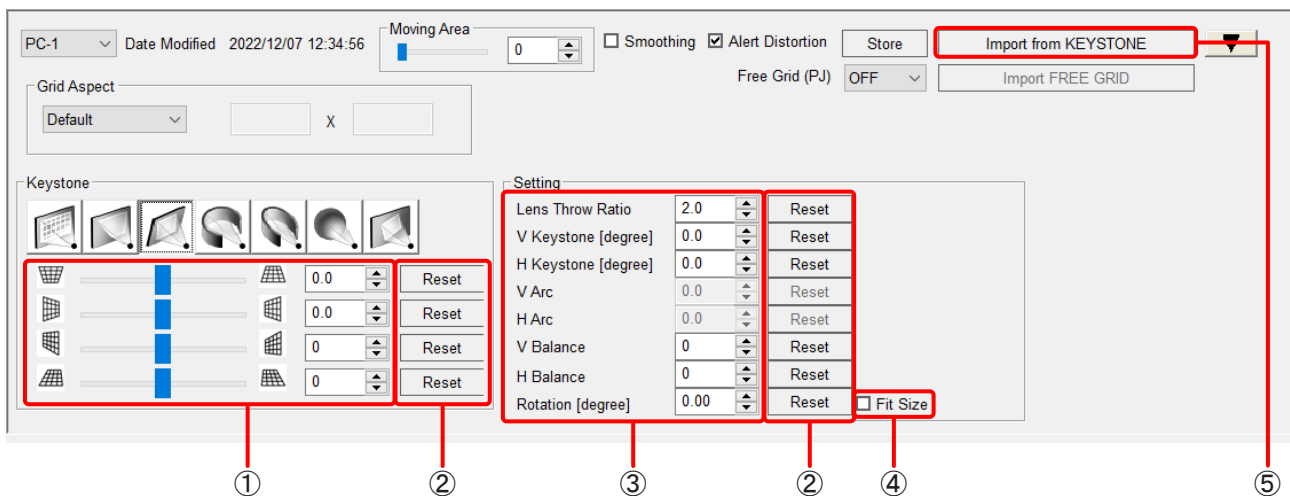 PC-1 Date Modified 2022/12/07 12:34:56 Moving Area 0 Smoothing Alert Distortion Store Import from KEYSTONE
Free Grid (PJ) OFF Import FREE GRID
Grid Aspect
Default X
Keystone
0.0 Reset
0.0 Reset
0 Reset
0 Reset
Setting
Lens Throw Ratio 2.0 Reset
V Keystone [degree] 0.0 Reset
H Keystone [degree] 0.0 Reset
V Arc 0.0 Reset
H Arc 0.0 Reset
V Balance 0 Reset
H Balance 0 Reset
Rotation [degree] 0.00 Reset Fit Size
① ② ③ ② ④ ⑤